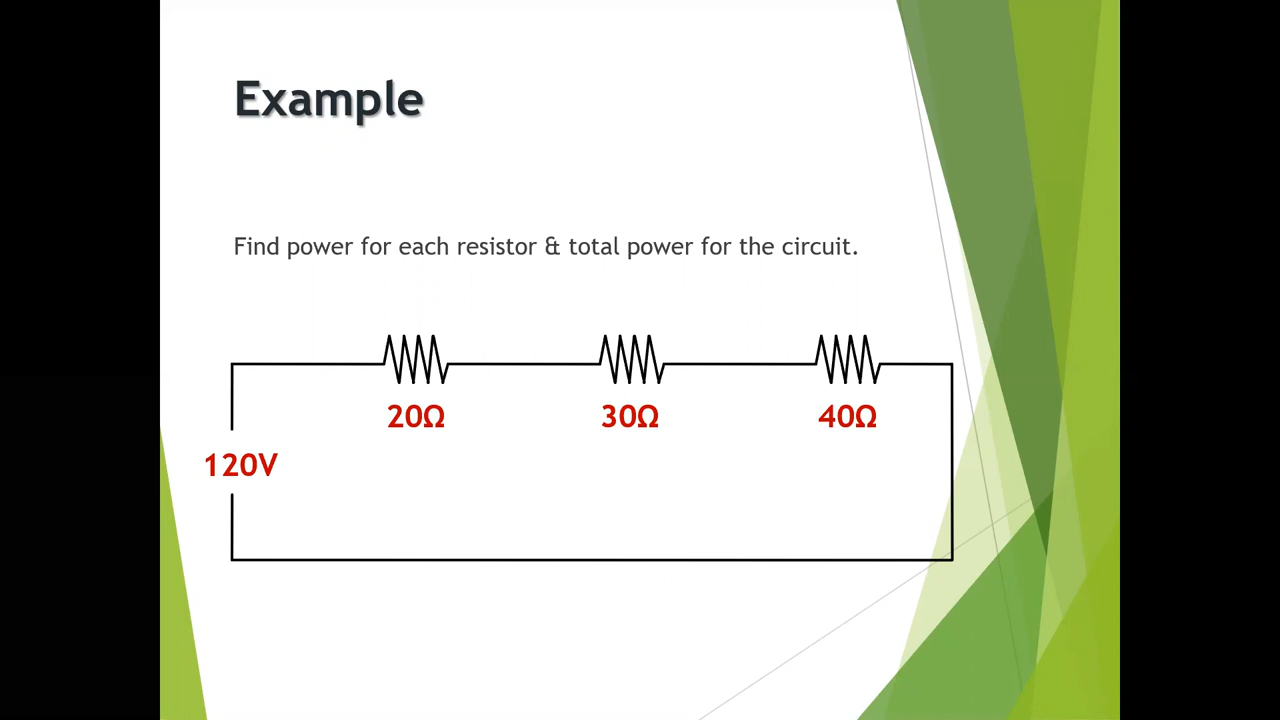 Example
Find power for each resistor & total power for the circuit.
20Ω
30Ω
40Ω
120V